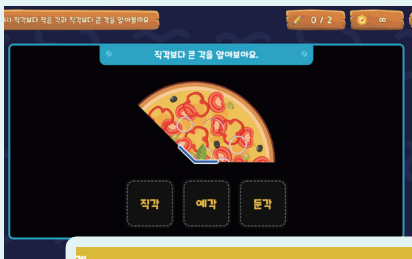 1) 직각보다 작은 각과 직각보다 큰 각을 알아볼까요
0 / 2
∞
직각보다 큰 각을 알아보아요.
직각
예각
둔각